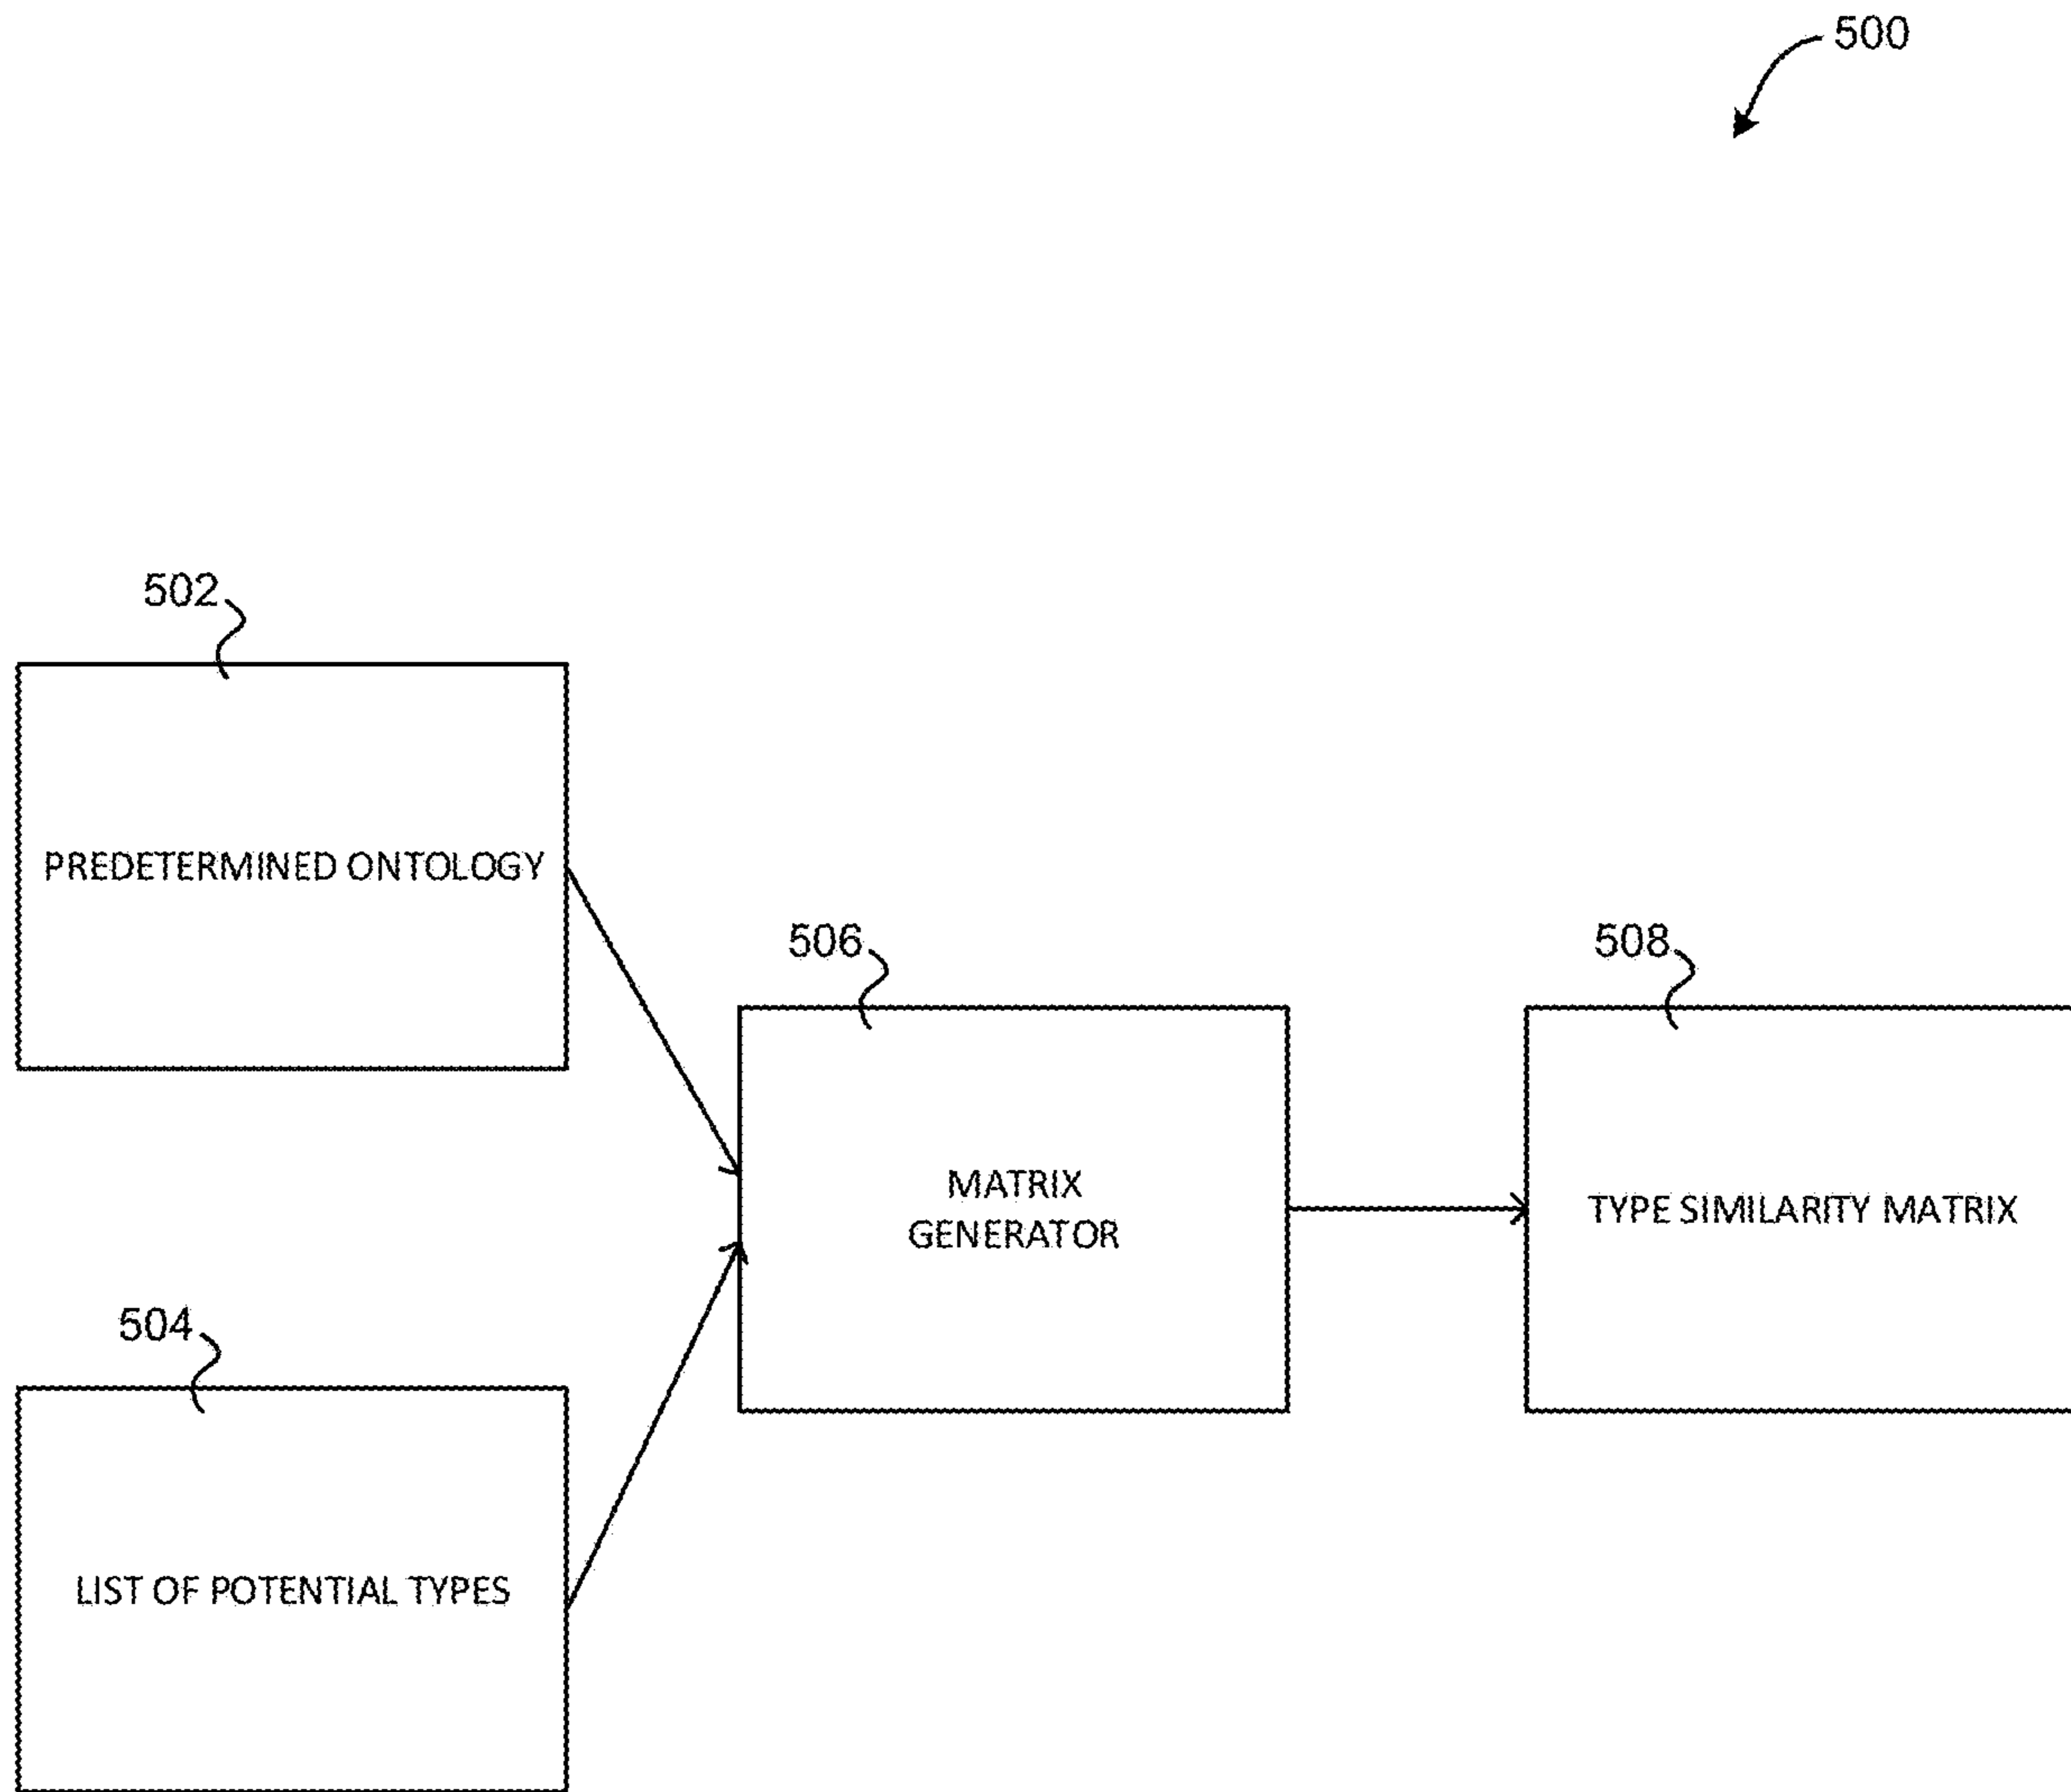 500
502
PREDETERMINED ONTOLOGY
506
508
MATRIX
GENERATOR
TYPE SIMILARITY MATRIX
504
LIST OF POTENTIAL TYPES